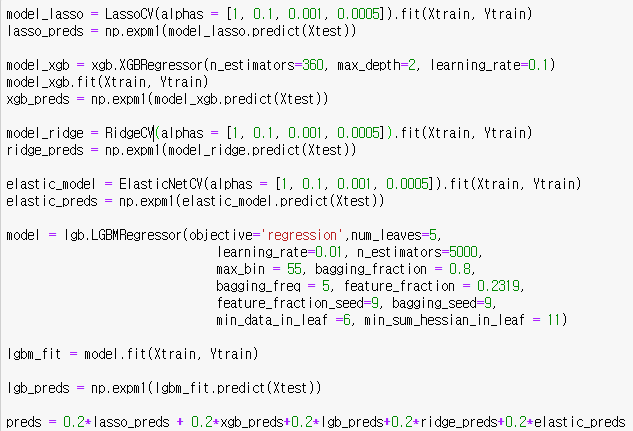 model_lasso = LassoCV(alphas = [1, 0.1, 0.001, 0.0005]).fit(Xtrain, Ytrain)
lasso_preds = np.expm1(model_lasso.predict(Xtest))
model_xgb = xgb.XGBRegressor(n_estimators=360, max_depth=2, learning_rate=0.1)
model_xgb.fit(Xtrain, Ytrain)
xgb_preds = np.expm1(model_xgb.predict(Xtest))
model_ridge = RidgeCV(alphas = [1, 0.1, 0.001, 0.0005]).fit(Xtrain, Ytrain)
ridge_preds = np.expm1(model_ridge.predict(Xtest))
elastic_model = ElasticNetCV(alphas = [1, 0.1, 0.001, 0.0005]).fit(Xtrain, Ytrain)
elastic_preds = np.expm1(elastic_model.predict(Xtest))
model = lgb.LGBMRegressor(objective='regression',num_leaves=5,
learning_rate=0.01, n_estimators=5000,
max_bin = 55, bagging_fraction = 0.8,
bagging_freq = 5, feature_fraction = 0.2319,
feature_fraction_seed=9, bagging_seed=9,
min_data_in_leaf =6, min_sum_hessian_in_leaf = 11)
lgbm_fit = model.fit(Xtrain, Ytrain)
lgb_preds = np.expm1(lgbm_fit.predict(Xtest))
preds = 0.2*lasso_preds + 0.2*xgb_preds+0.2*lgb_preds+0.2*ridge_preds+0.2*elastic_preds